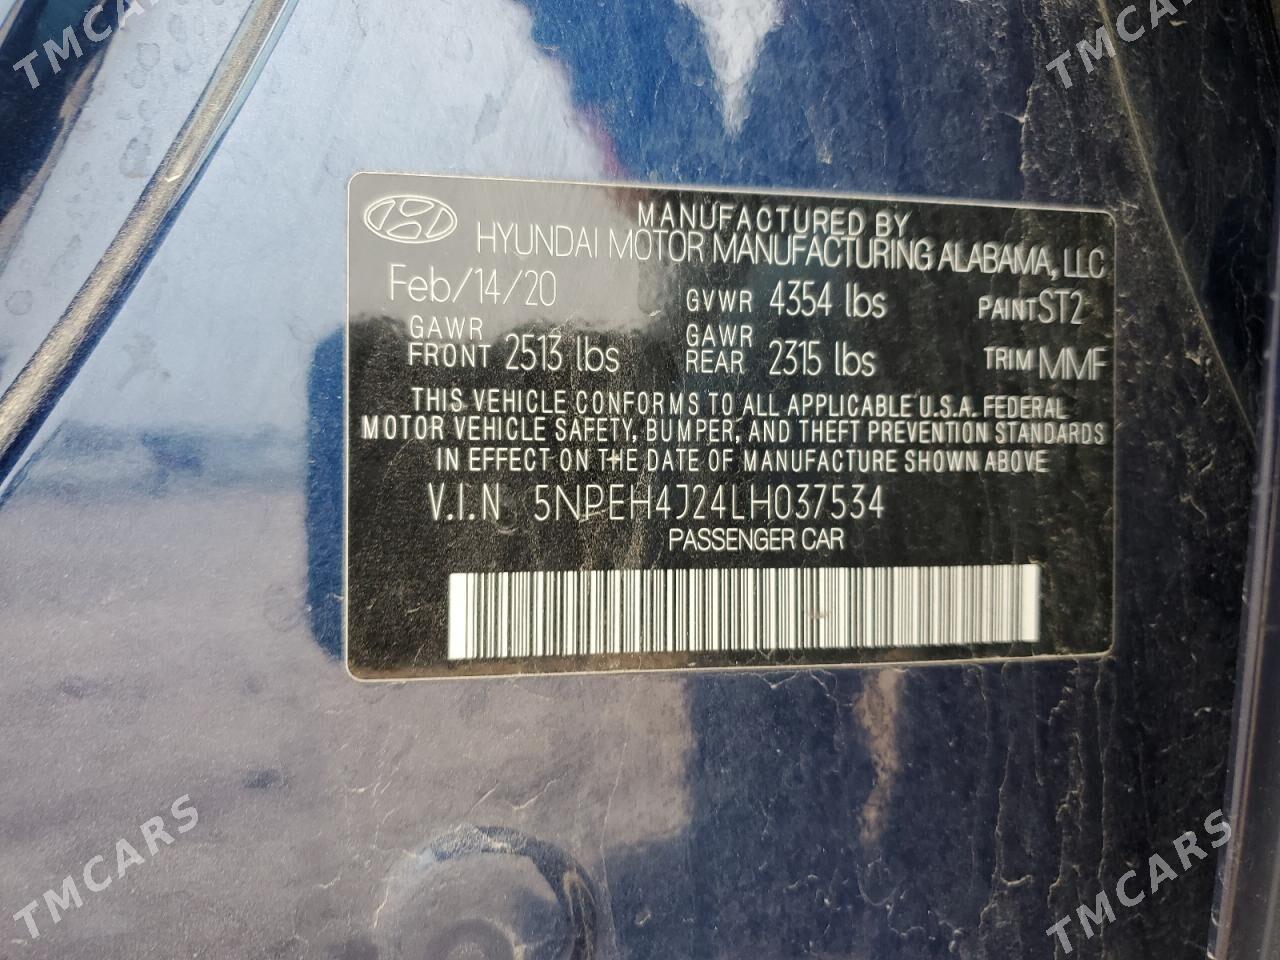 TMCARS
TMCARS
MANUFACTURED BY
HYUNDAI MOTOR MANUFACTURING ALABAMA, LLC
Feb/14/20 GVWR 4354 lbs PAINT ST2
GAWR FRONT 2513 lbs GAWR REAR 2315 lbs TRIM MMF
THIS VEHICLE CONFORMS TO ALL APPLICABLE U.S.A. FEDERAL
MOTOR VEHICLE SAFETY, BUMPER, AND THEFT PREVENTION STANDARDS
IN EFFECT ON THE DATE OF MANUFACTURE SHOWN ABOVE
V.I.N 5NPEH4J24LH037534
PASSENGER CAR
TMCARS
TMCARS